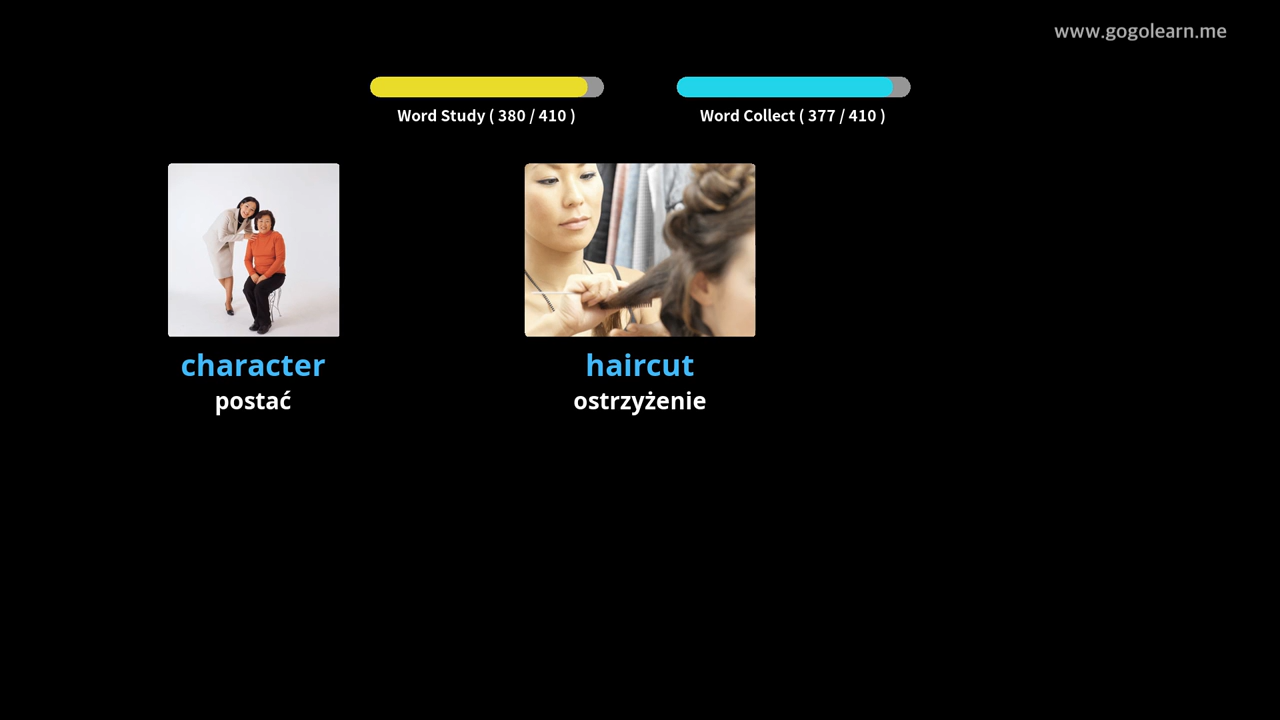 www.gogolearn.me
Word Study ( 380 / 410 )
Word Collect ( 377 / 410 )
character
postać
haircut
ostrzyżenie